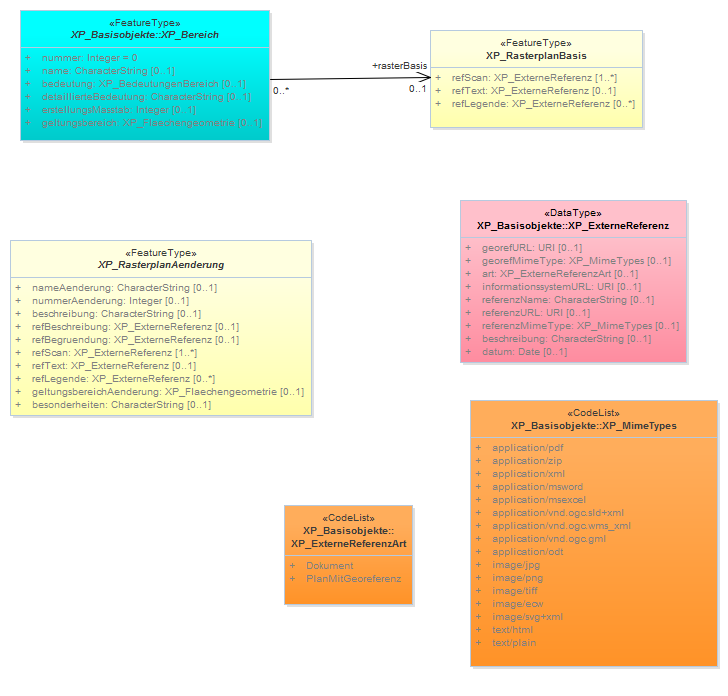 «FeatureType»
XP_Basisobjekte::XP_Bereich
+ nummer: Integer = 0
+ name: CharacterString [0..1]
+ bedeutung: XP_BedeutungenBereich [0..1]
+ detaillierteBedeutung: CharacterString [0..1]
+ erstellungsMasstab: Integer [0..1]
+ geltungsbereich: XP_Flaechengeometrie [0..1]
+rasterBasis
0..*
0..1
«FeatureType»
XP_RasterplanBasis
+ refScan: XP_ExterneReferenz [1..*]
+ refText: XP_ExterneReferenz [0..1]
+ refLegende: XP_ExterneReferenz [0..*]
«DataType»
XP_Basisobjekte::XP_ExterneReferenz
+ georefURL: URI [0..1]
+ georefMimeType: XP_MimeTypes [0..1]
+ art: XP_ExterneReferenzArt [0..1]
+ informationssystemURL: URI [0..1]
+ referenzName: CharacterString [0..1]
+ referenzURL: URI [0..1]
+ referenzMimeType: XP_MimeTypes [0..1]
+ beschreibung: CharacterString [0..1]
+ datum: Date [0..1]
«FeatureType»
XP_RasterplanAenderung
+ nameAenderung: CharacterString [0..1]
+ nummerAenderung: Integer [0..1]
+ beschreibung: CharacterString [0..1]
+ refBeschreibung: XP_ExterneReferenz [0..1]
+ refBegruendung: XP_ExterneReferenz [0..1]
+ refScan: XP_ExterneReferenz [1..*]
+ refText: XP_ExterneReferenz [0..1]
+ refLegende: XP_ExterneReferenz [0..*]
+ geltungsbereichAenderung: XP_Flaechengeometrie [0..1]
+ besonderheiten: CharacterString [0..1]
«CodeList»
XP_Basisobjekte::XP_MimeTypes
+ application/pdf
+ application/zip
+ application/xml
+ application/msword
+ application/msexcel
+ application/vnd.ogc.sld+xml
+ application/vnd.ogc.wms_xml
+ application/vnd.ogc.gml
+ application/odt
+ image/jpg
+ image/png
+ image/tiff
+ image/ecw
+ image/svg+xml
+ text/html
+ text/plain
«CodeList»
XP_Basisobjekte::
XP_ExterneReferenzArt
+ Dokument
+ PlanMitGeoreferenz